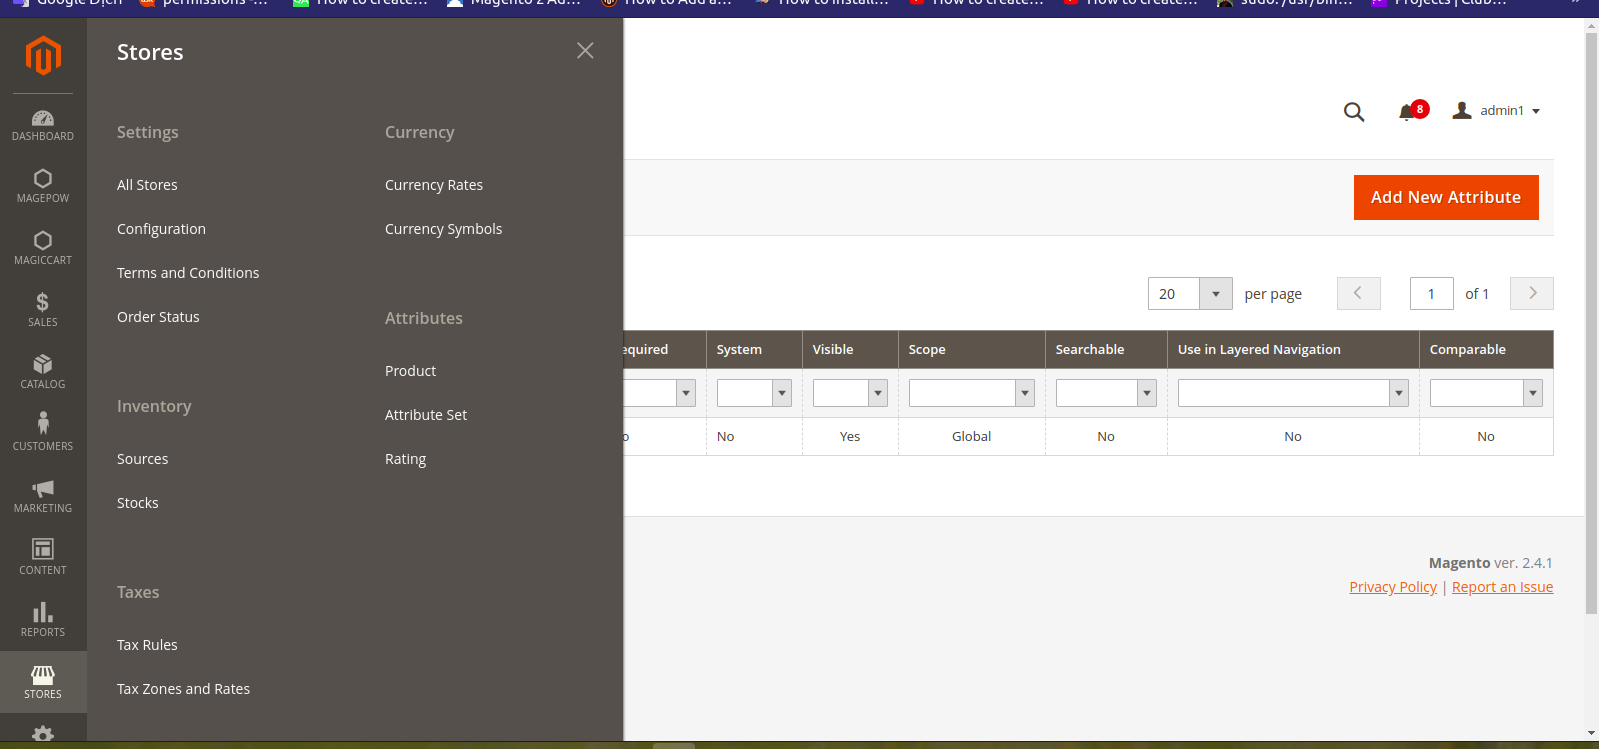 Google Dịch
permissions -...
How to create...
Magento 2 Ad...
How to Add a...
How to install...
How to create...
How to create...
sudo: /usr/bin...
Projects | Club...
Stores
Settings
All Stores
Configuration
Terms and Conditions
Order Status
Inventory
Sources
Stocks
Taxes
Tax Rules
Tax Zones and Rates
Currency
Currency Rates
Currency Symbols
Attributes
Product
Attribute Set
Rating
DASHBOARD
MAGEPOW
MAGICCART
$
SALES
CATALOG
CUSTOMERS
MARKETING
CONTENT
REPORTS
STORES
8
admin1
Add New Attribute
20 per page 1 of 1
equired System Visible Scope Searchable Use in Layered Navigation Comparable
o No Yes Global No No No
Magento ver. 2.4.1
Privacy Policy | Report an Issue